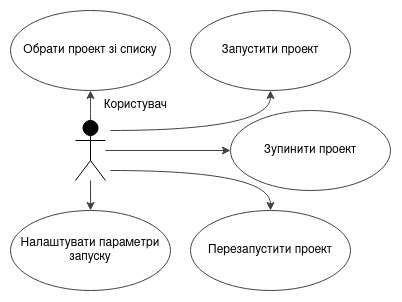 Обрати проект зі списку
Запустити проект
Користувач
Зупинити проект
Налаштувати параметри
запуску
Перезапустити проект